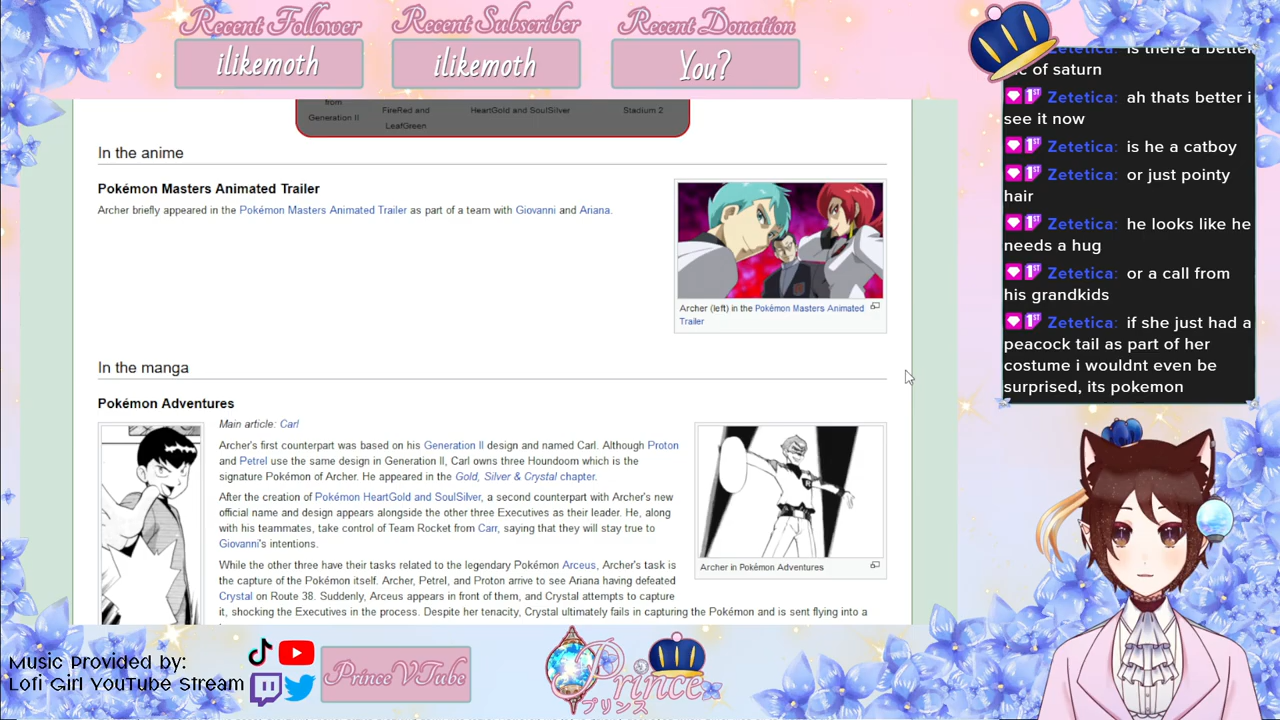 Recent Follower
Recent Subscriber
Recent Donation
ilikemoth
ilikemoth
You?
from
Generation II
FireRed and
LeafGreen
HeartGold and SoulSilver
Stadium 2
In the anime
Pokémon Masters Animated Trailer
Archer briefly appeared in the Pokémon Masters Animated Trailer as part of a team with Giovanni and Ariana.
Archer (left) in the Pokémon Masters Animated
Trailer
In the manga
Pokémon Adventures
Main article: Carl
Archer's first counterpart was based on his Generation II design and named Carl. Although Proton
and Petrel use the same design in Generation II, Carl owns three Houndoom which is the
signature Pokémon of Archer. He appeared in the Gold, Silver & Crystal chapter.
After the creation of Pokémon HeartGold and SoulSilver, a second counterpart with Archer's new
official name and design appears alongside the other three Executives as their leader. He, along
with his teammates, take control of Team Rocket from Carr, saying that they will stay true to
Giovanni's intentions.
While the other three have their tasks related to the legendary Pokémon Arceus, Archer's task is
the capture of the Pokémon itself. Archer, Petrel, and Proton arrive to see Ariana having defeated
Crystal on Route 38. Suddenly, Arceus appears in front of them, and Crystal attempts to capture
it, shocking the Executives in the process. Despite her tenacity, Crystal ultimately fails in capturing the Pokémon and is sent flying into a
Archer in Pokémon Adventures
Zetetica: is there a better
of saturn
Zetetica: ah thats better i
see it now
Zetetica: is he a catboy
Zetetica: or just pointy
hair
Zetetica: he looks like he
needs a hug
Zetetica: or a call from
his grandkids
Zetetica: if she just had a
peacock tail as part of her
costume i wouldnt even be
surprised, its pokemon
Music Provided by:
Lofi Girl YouTube Stream
Prince VTube
Prince
プリンス